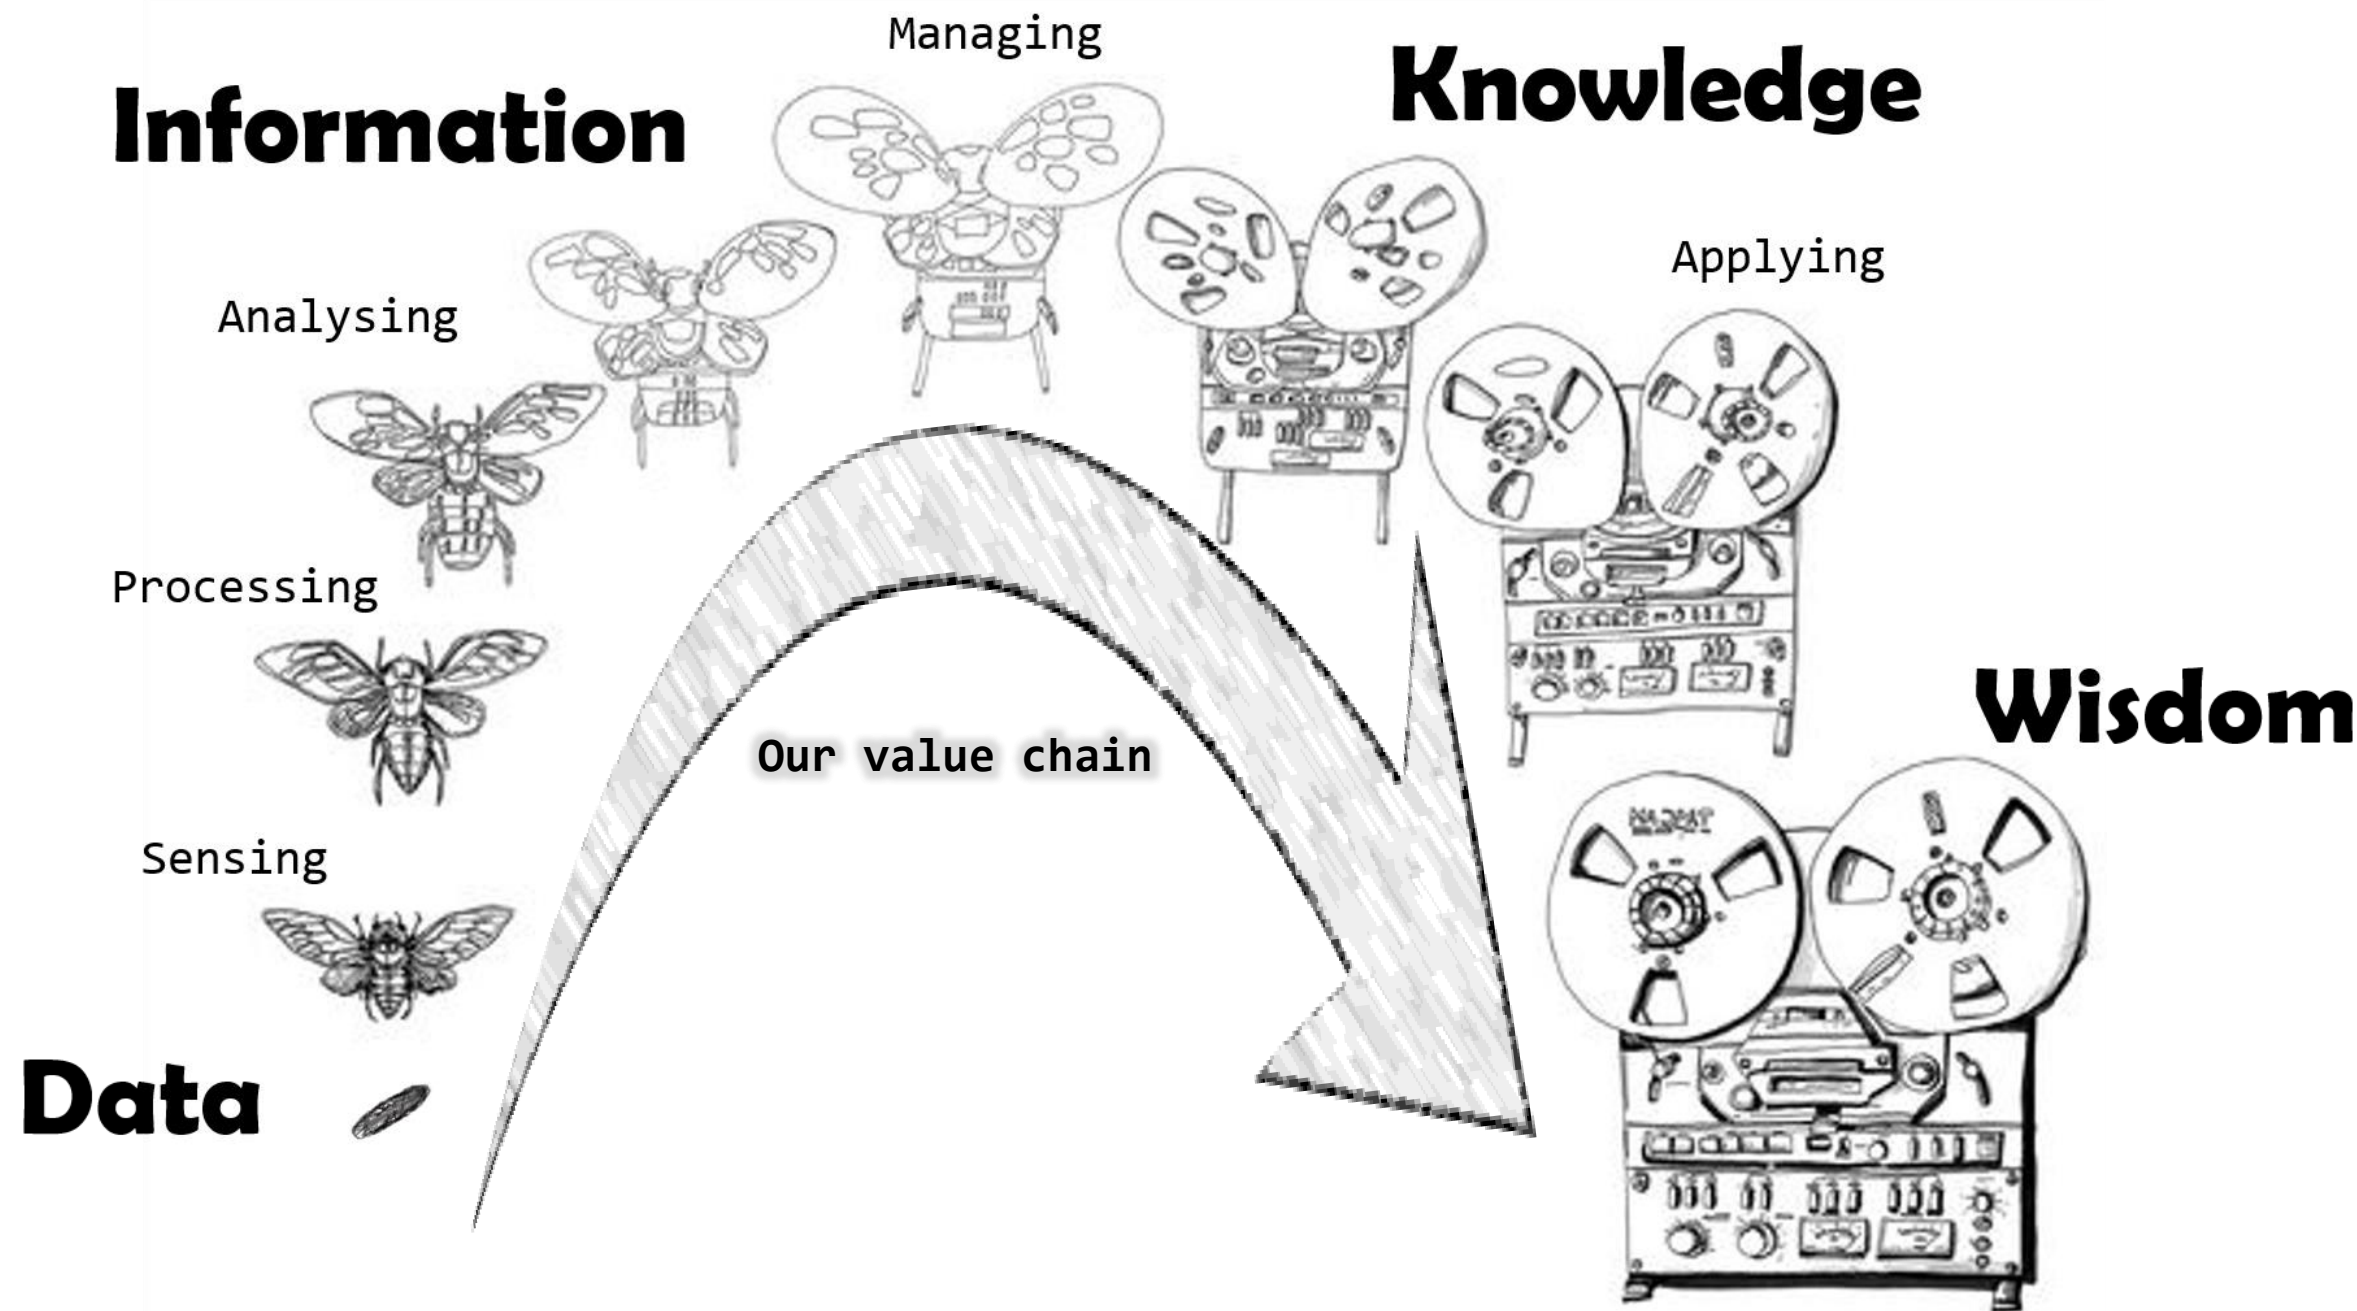 Managing
Knowledge
Information
Applying
Analysing
Processing
Wisdom
Our value chain
Sensing
Data